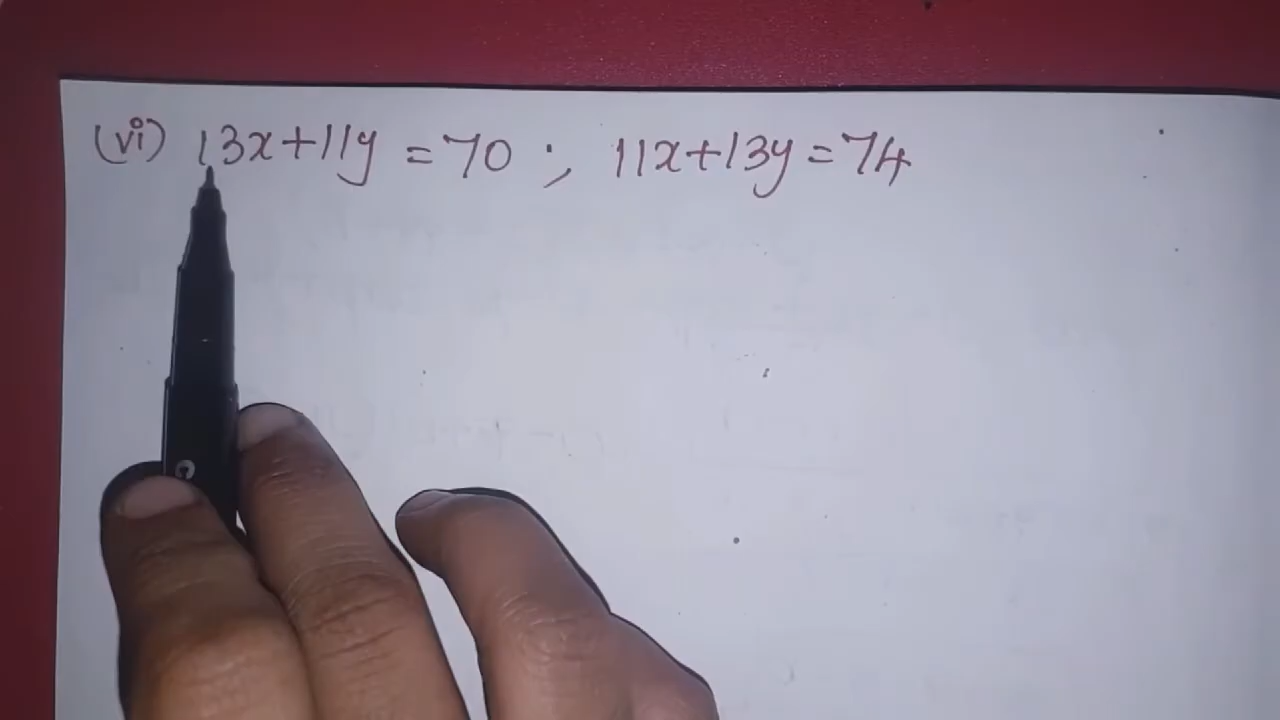 (vi) 13x+11y = 70 ; 11x+13y = 74